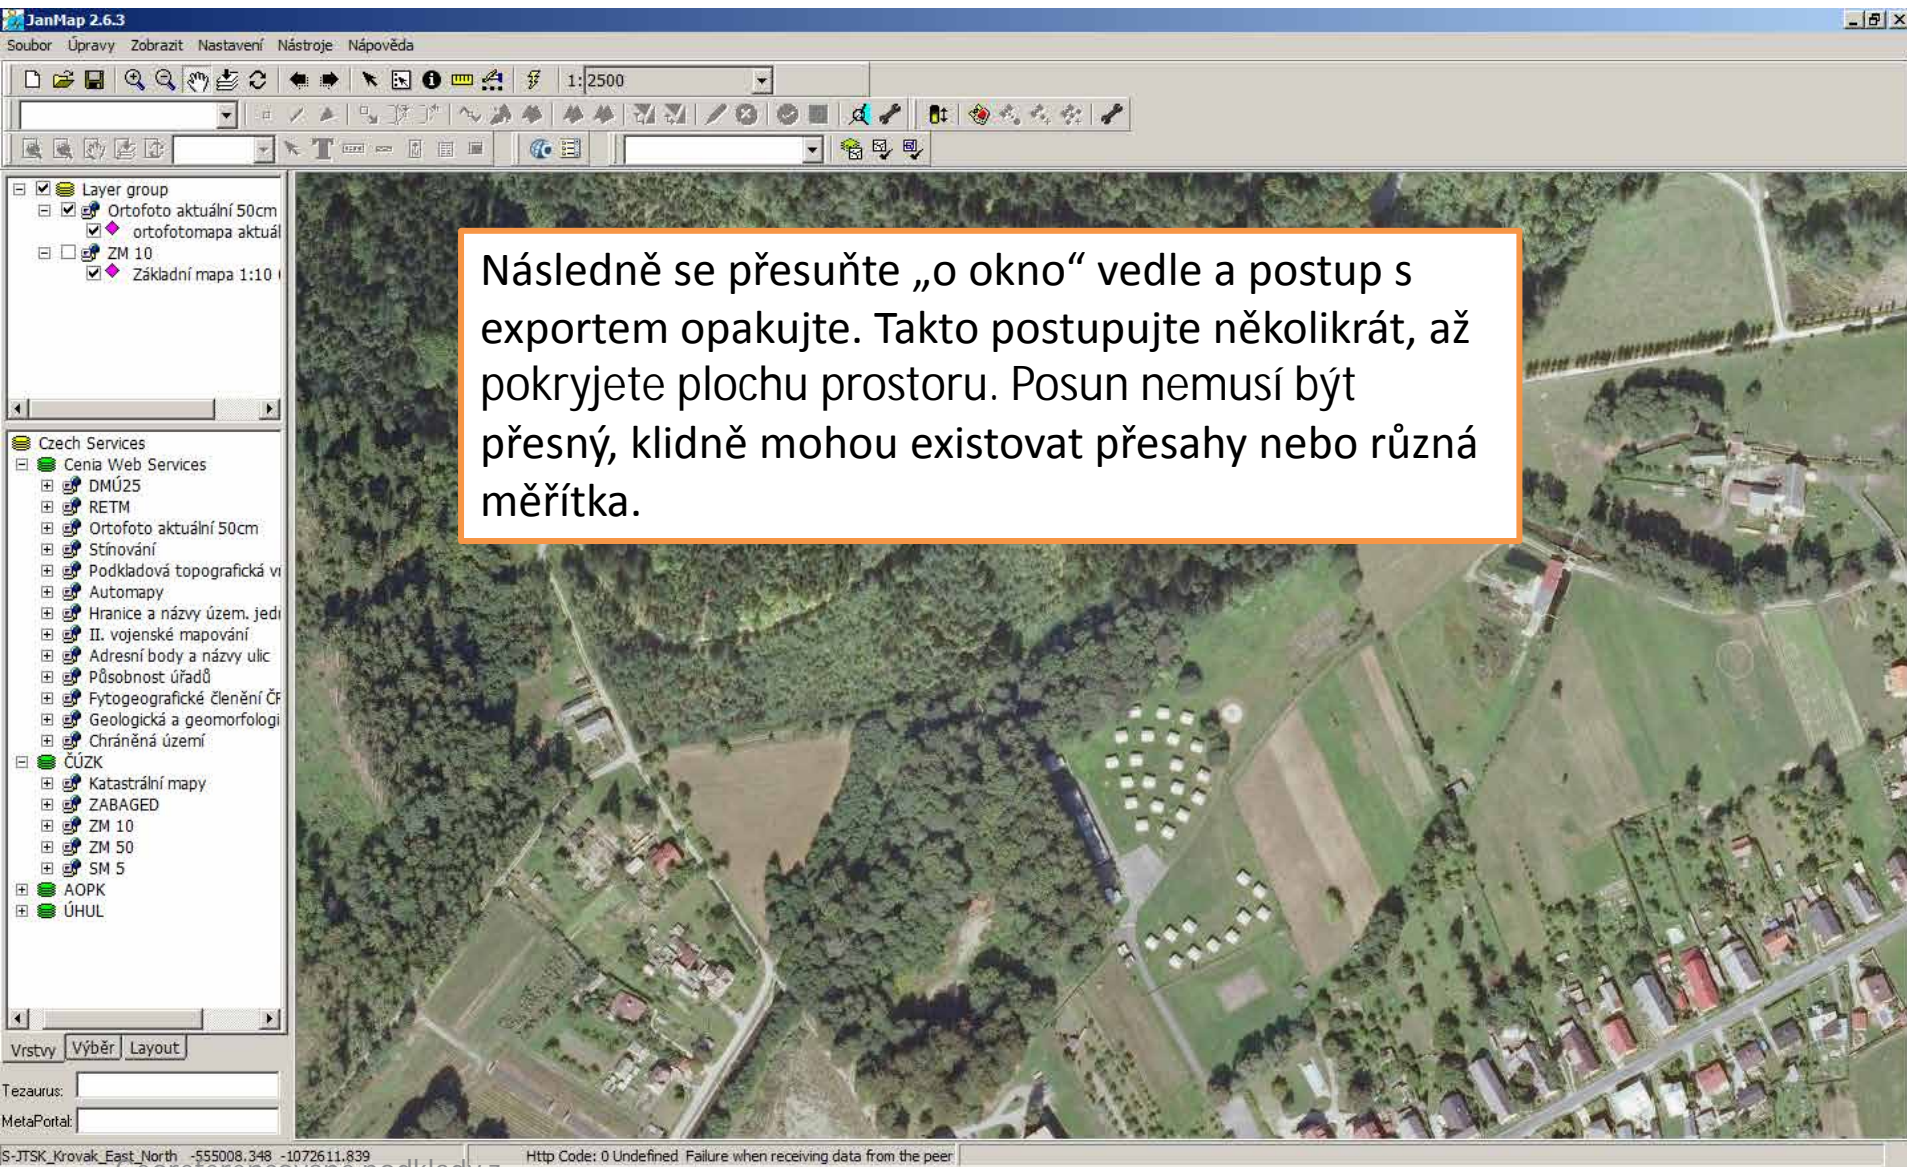 JanMap 2.6.3
Soubor Úpravy Zobrazit Nastavení Nástroje Nápověda
1: 2500
Layer group
Ortofoto aktuální 50cm
ortofotomapa aktuál
ZM 10
Základní mapa 1:10
Následně se přesuňte „o okno“ vedle a postup s
exportem opakujte. Takto postupujte několikrát, až
pokryjete plochu prostoru. Posun nemusí být
přesný, klidně mohou existovat přesahy nebo různá
měřítka.
Czech Services
Cenia Web Services
DMÚ25
RETM
Ortofoto aktuální 50cm
Stínování
Podkladová topografická
Automapy
Hranice a názvy územ. jedn
II. vojenské mapování
Adresní body a názvy ulic
Působnost úřadů
Fytogeografické členění ČR
Geologická a geomorfologi
Chráněná území
ČÚZK
Katastrální mapy
ZABAGED
ZM 10
ZM 50
SM 5
AOPK
ÚHUL
Vrstvy Výběr Layout
Tezaurus:
MetaPortal:
S-JTSK_Krovak_East_North -555008.348 -1072611.839 Http Code: 0 Undefined Failure when receiving data from the peer